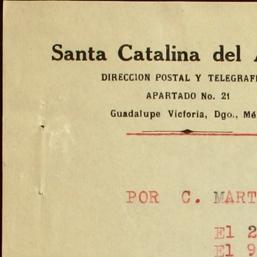 Santa Catalina del A
DIRECCION POSTAL Y TELEGRAFI
APARTADO No. 21
Guadalupe Victoria, Dgo., Mé
POR C. MART
El 2
El 9